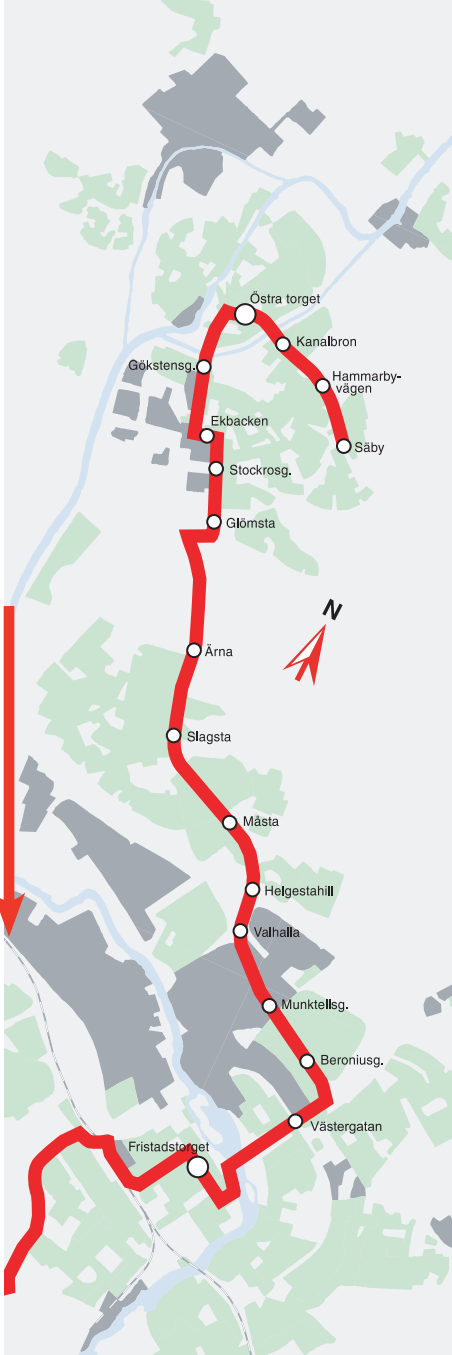 Östra torget
Kanalbron
Gökstensg.
Hammarby-
vägen
Ekbacken
Säby
Stockrosg.
Glömsta
N
Ärna
Slagsta
Måsta
Helgestahill
Valhalla
Munktellsg.
Beroniusg.
Västergatan
Fristadstorget